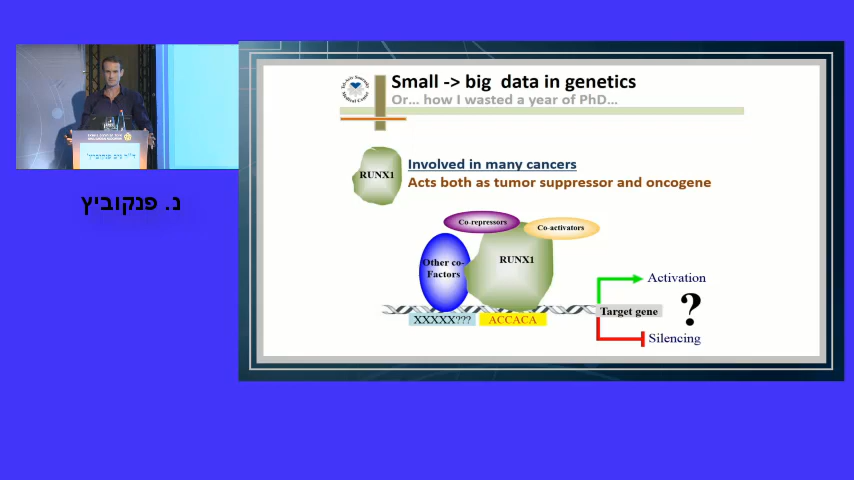 Small -> big data in genetics
Or... how I wasted a year of PhD...
RUNX1
Involved in many cancers
Acts both as tumor suppressor and oncogene
Co-repressors
Co-activators
Other co-
Factors
RUNX1
XXXXX???
ACCACA
Target gene
Activation
?
Silencing
נ. פנקוביץ